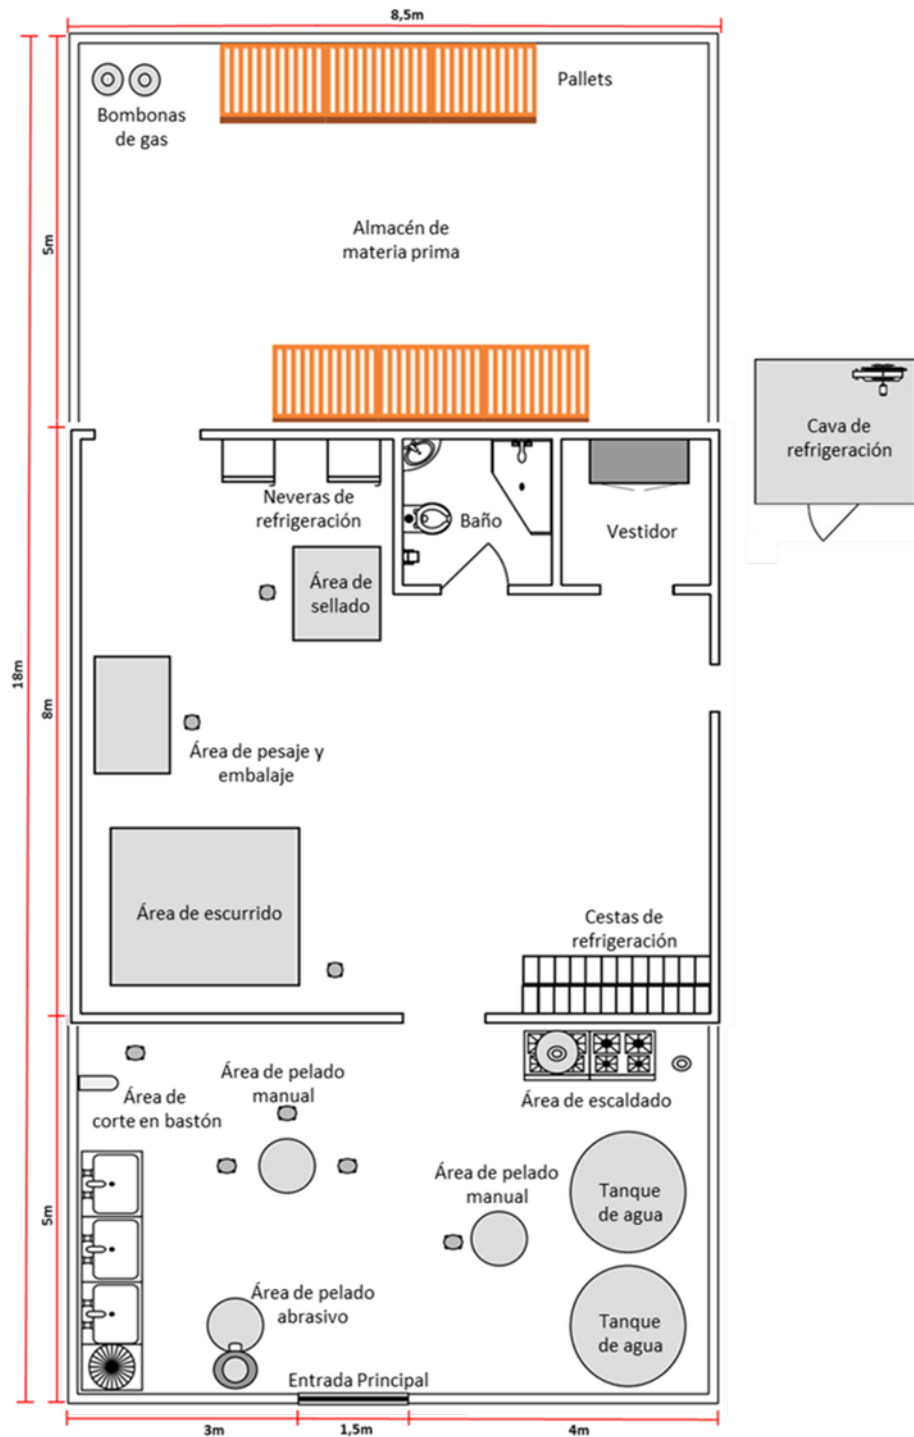 8,5m
Pallets
Bombonas
de gas
Almacén de
materia prima
5m
Cava de
refrigeración
Neveras de
refrigeración
Baño
Vestidor
Área de
sellado
18m
8m
Área de pesaje y
embalaje
Área de escurrido
Cestas de
refrigeración
Área de pelado
manual
Área de
corte en bastón
Área de escaldado
Área de pelado
manual
Tanque
de agua
5m
Área de pelado
abrasivo
Tanque
de agua
Entrada Principal
3m
1,5m
4m